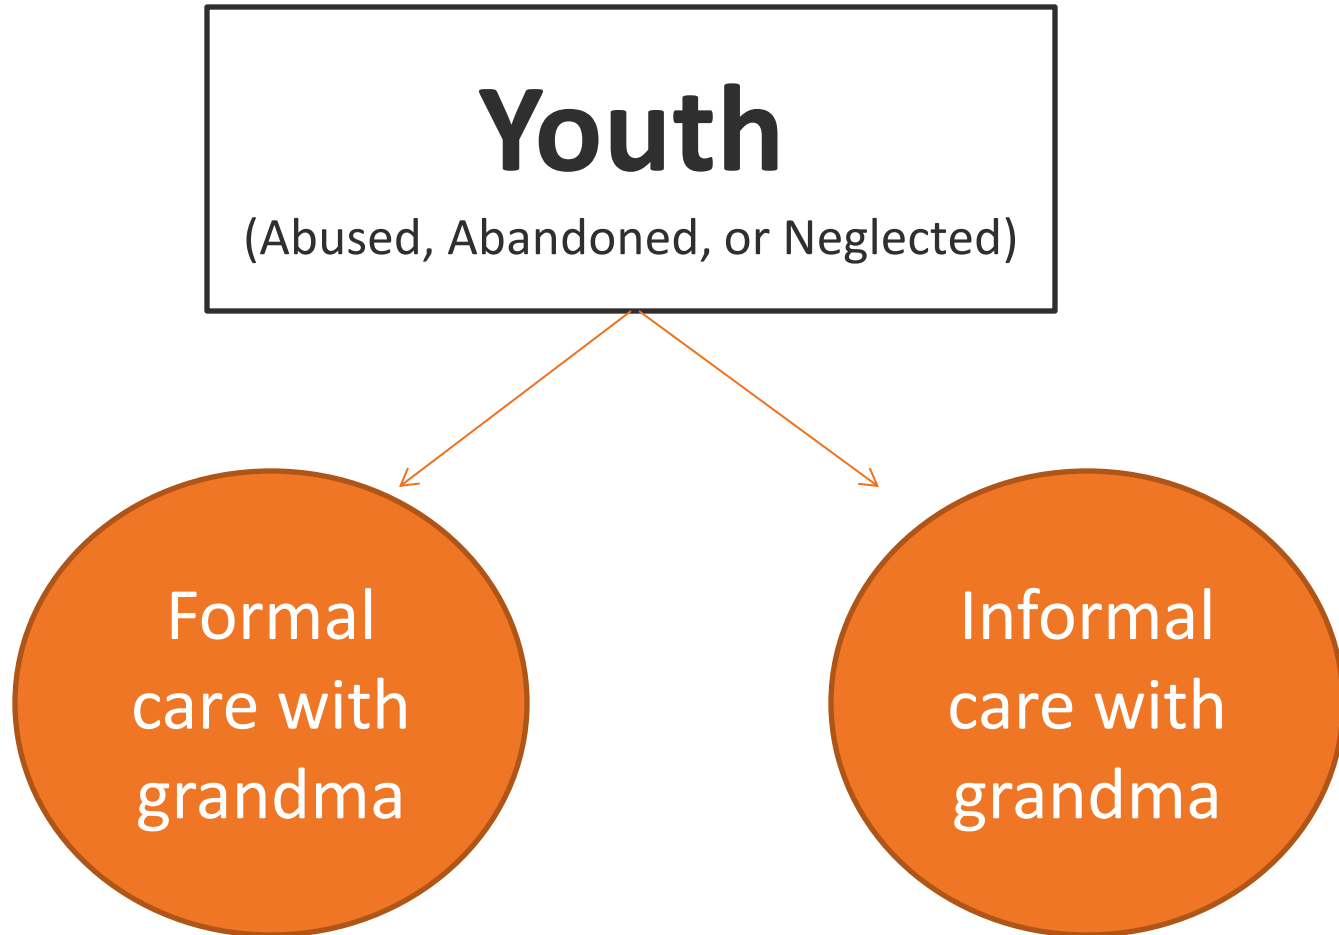 Youth
(Abused, Abandoned, or Neglected)
Formal
care with
grandma
Informal
care with
grandma